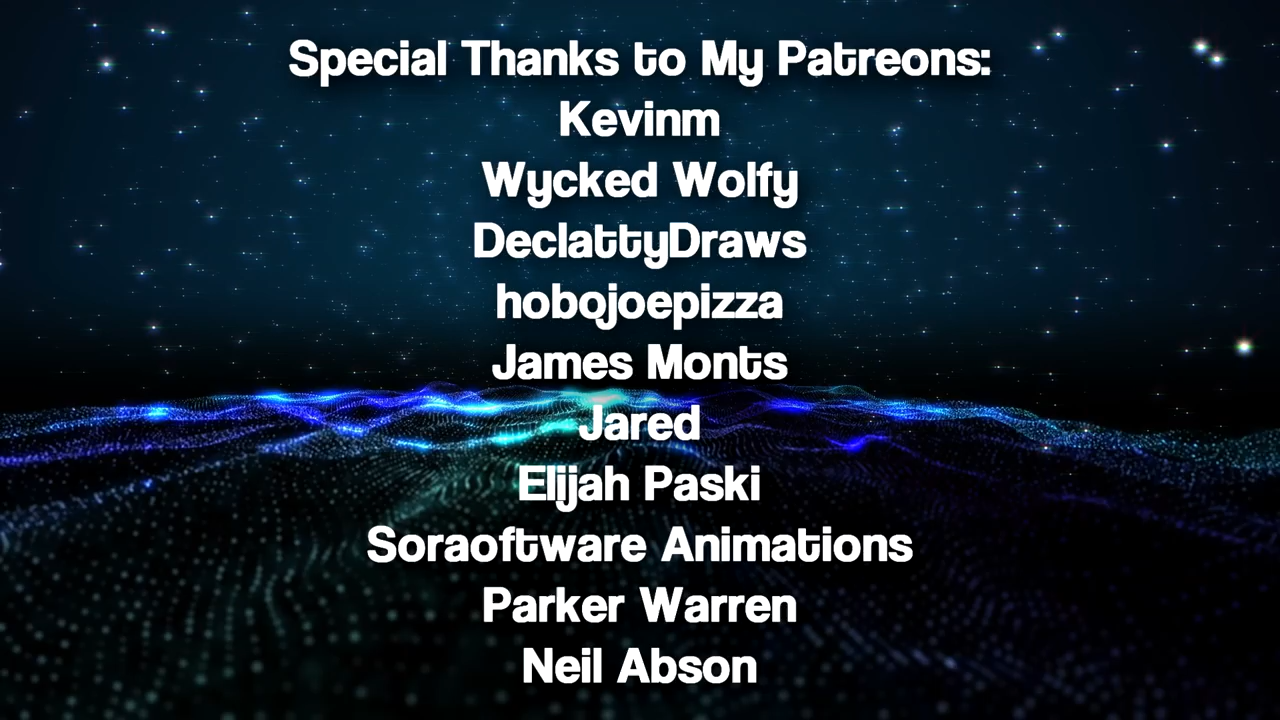 Special Thanks to My Patreons:
Kevinm
Wycked Wolfy
DeclattyDraws
hobojoepizza
James Monts
Jared
Elijah Paski
Soraoftware Animations
Parker Warren
Neil Abson